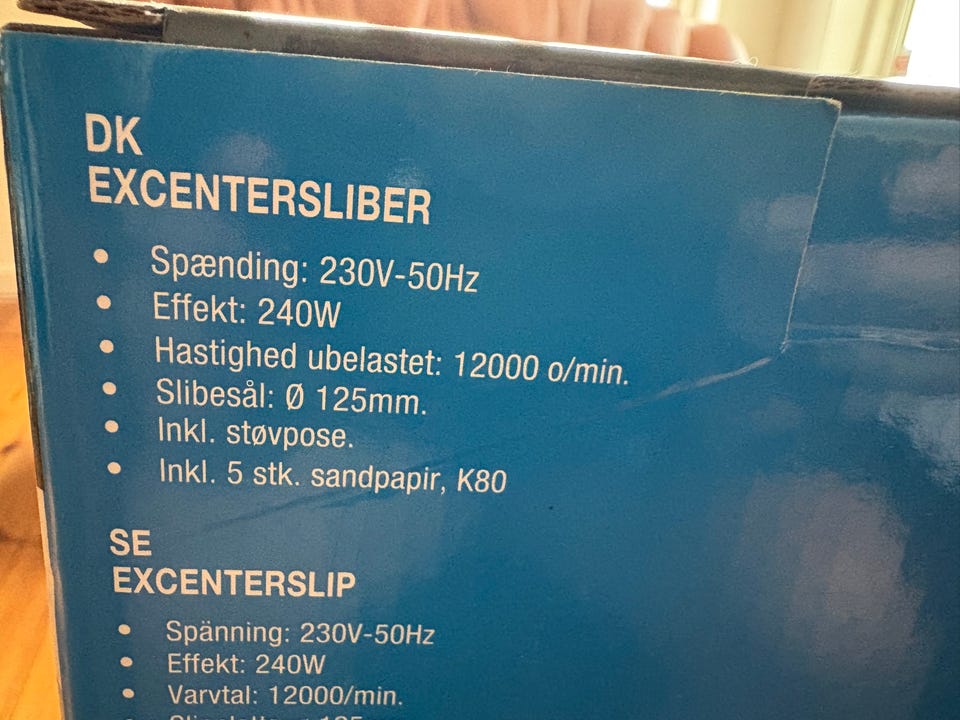 DK
EXCENTERSLIBER
• Spænding: 230V-50Hz
• Effekt: 240W
• Hastighed ubelastet: 12000 o/min.
• Slibesål: Ø 125mm.
• Inkl. støvpose.
• Inkl. 5 stk. sandpapir, K80
SE
EXCENTERSLIP
• Spänning: 230V-50Hz
• Effekt: 240W
• Varvtal: 12000/min.